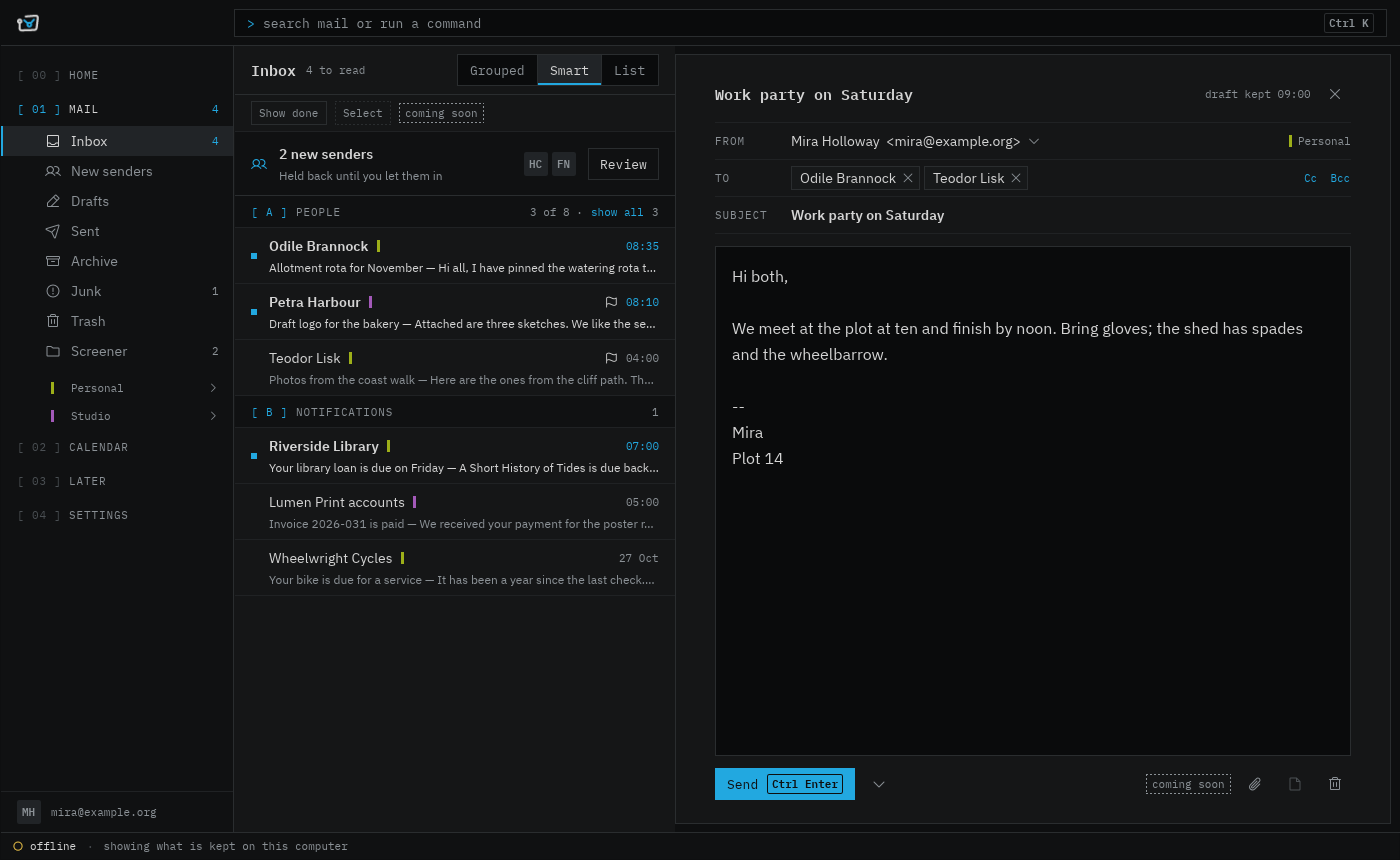 > search mail or run a command
Ctrl K
[ 00 ] HOME
[ 01 ] MAIL 4
Inbox 4
New senders
Drafts
Sent
Archive
Junk 1
Trash
Screener 2
Personal
Studio
[ 02 ] CALENDAR
[ 03 ] LATER
[ 04 ] SETTINGS
MH mira@example.org
Inbox 4 to read
Grouped Smart List
Show done Select coming soon
2 new senders
Held back until you let them in
HC FN Review
[ A ] PEOPLE 3 of 8 · show all 3
Odile Brannock 08:35
Allotment rota for November — Hi all, I have pinned the watering rota t…
Petra Harbour 08:10
Draft logo for the bakery — Attached are three sketches. We like the se…
Teodor Lisk 04:00
Photos from the coast walk — Here are the ones from the cliff path. Th…
[ B ] NOTIFICATIONS 1
Riverside Library 07:00
Your library loan is due on Friday — A Short History of Tides is due back…
Lumen Print accounts 05:00
Invoice 2026-031 is paid — We received your payment for the poster r…
Wheelwright Cycles 27 Oct
Your bike is due for a service — It has been a year since the last check.…
Work party on Saturday draft kept 09:00
FROM Mira Holloway <mira@example.org> Personal
TO Odile Brannock Teodor Lisk Cc Bcc
SUBJECT Work party on Saturday
Hi both,
We meet at the plot at ten and finish by noon. Bring gloves; the shed has spades
and the wheelbarrow.
--
Mira
Plot 14
Send Ctrl Enter coming soon
offline · showing what is kept on this computer